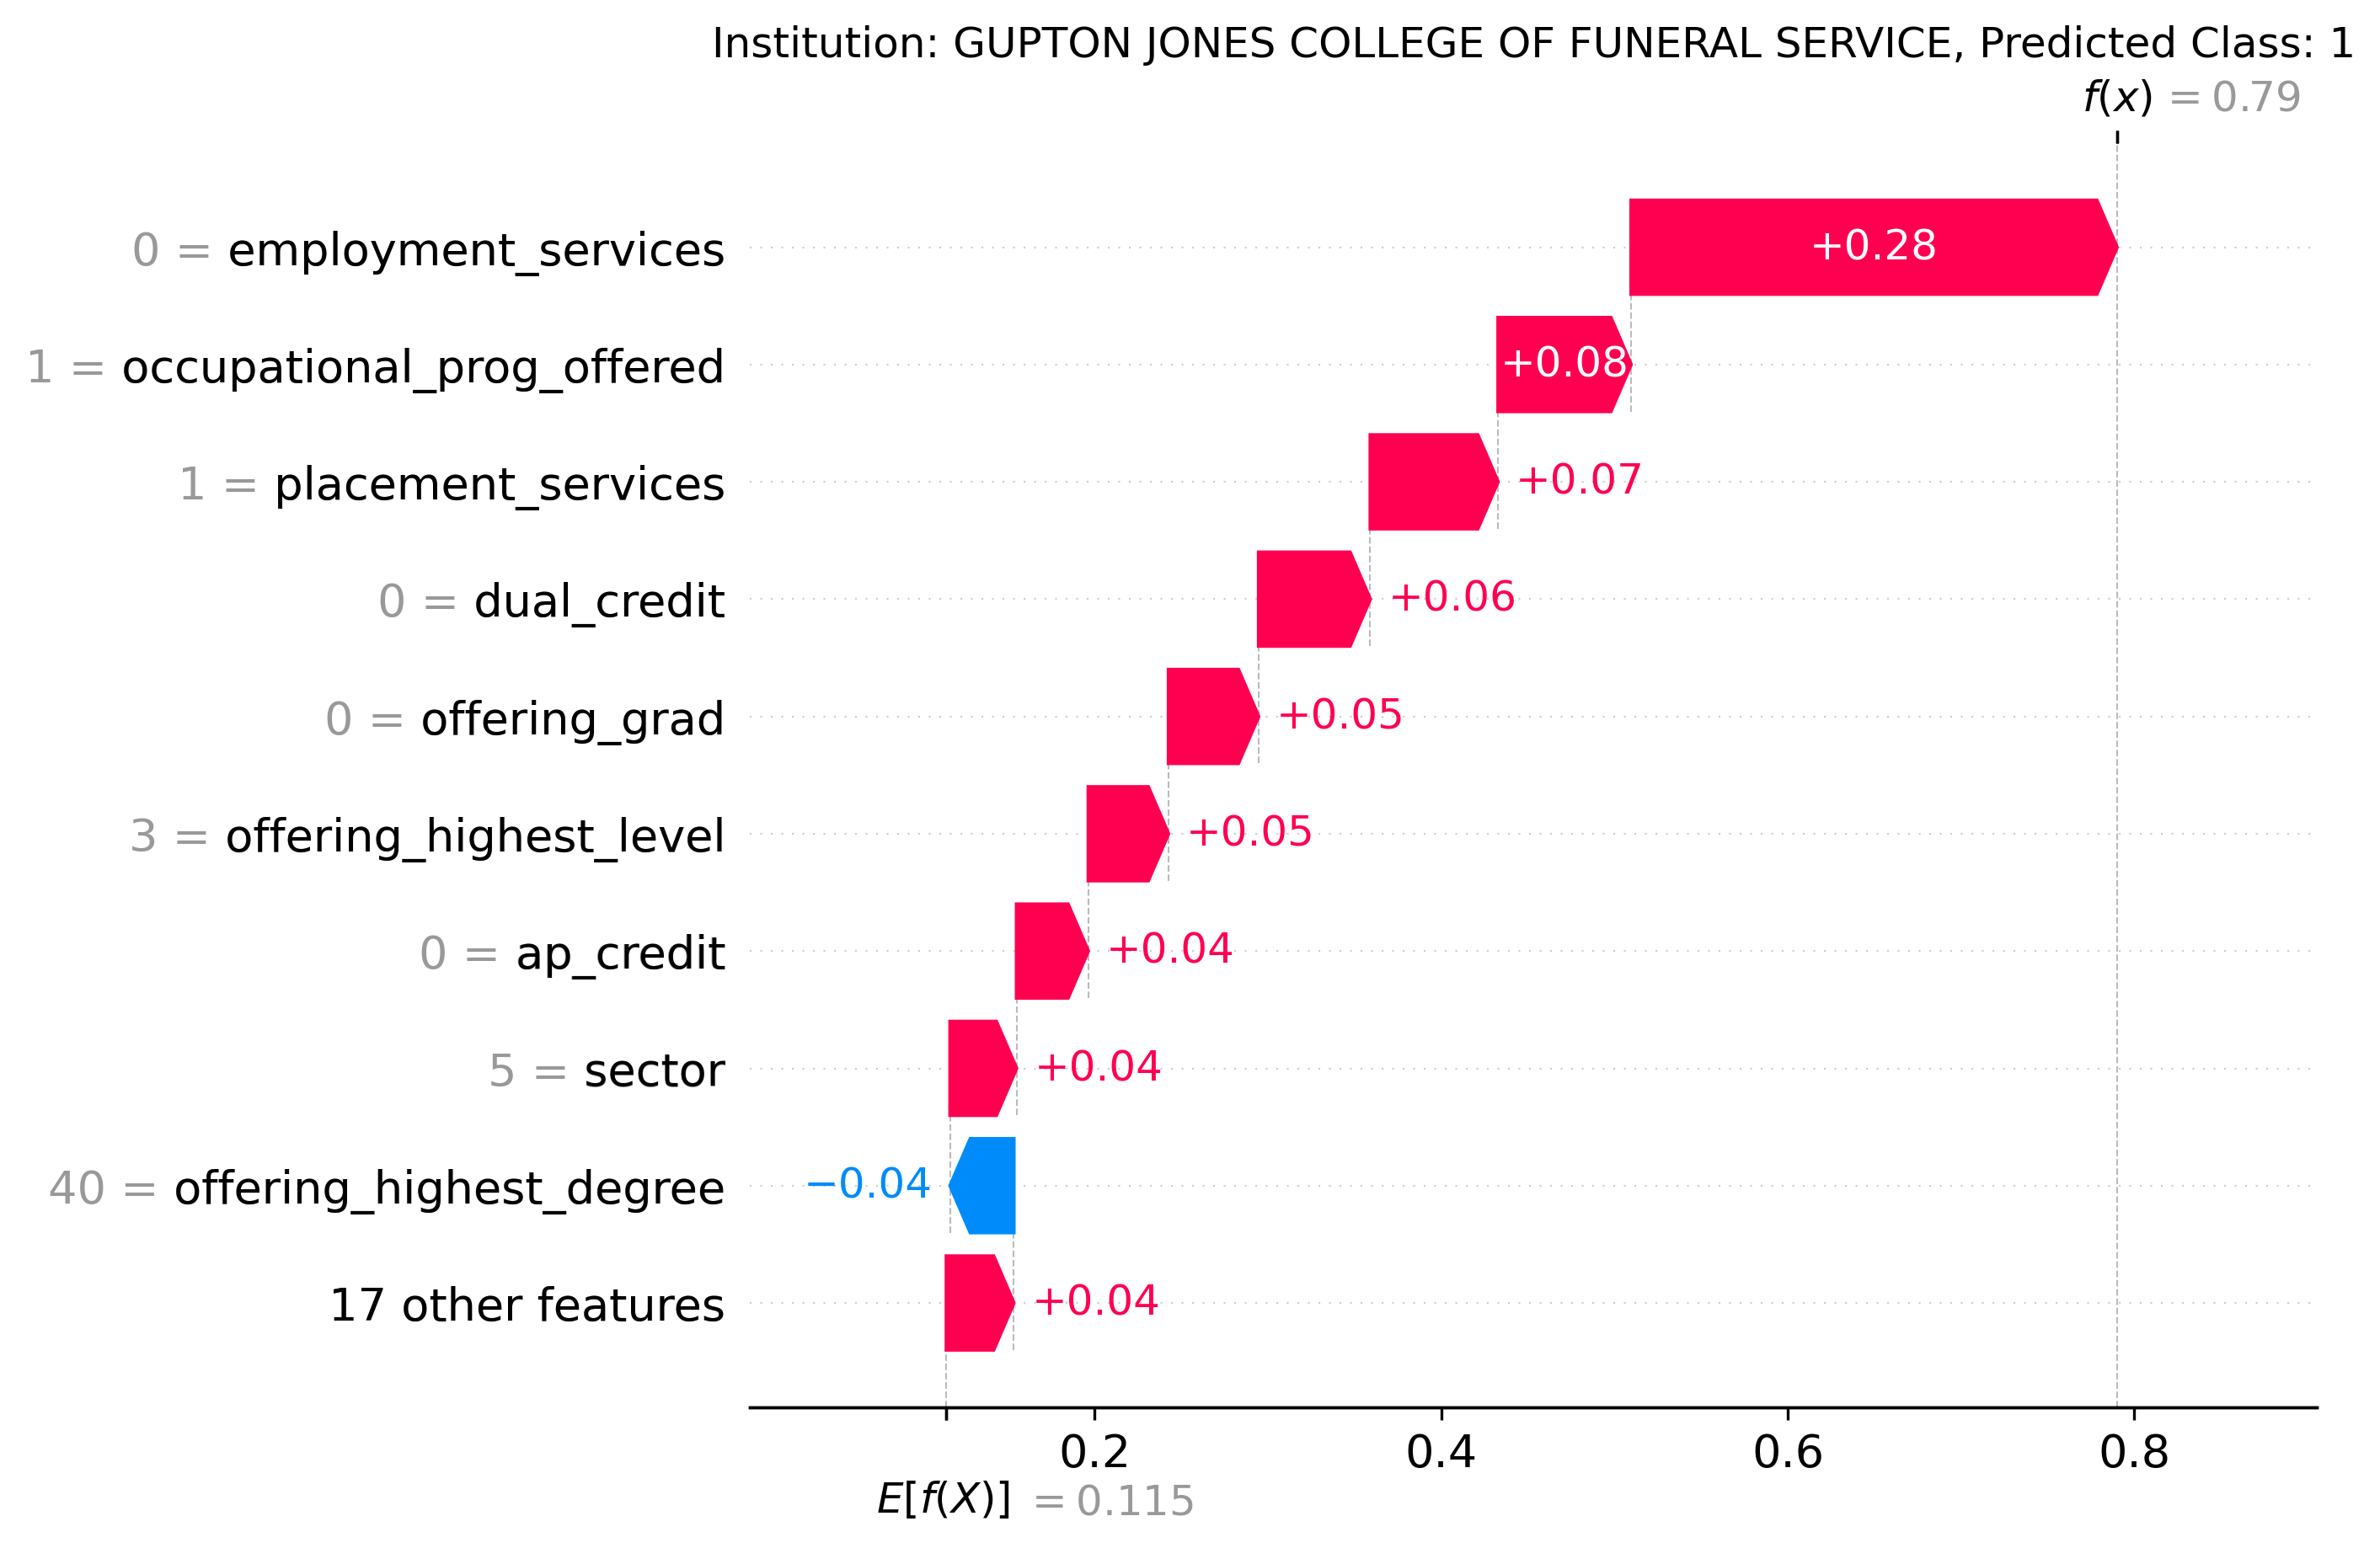 Institution: GUPTON JONES COLLEGE OF FUNERAL SERVICE, Predicted Class: 1
f(x) = 0.79
0 = employment_services +0.28
1 = occupational_prog_offered +0.08
1 = placement_services +0.07
0 = dual_credit +0.06
0 = offering_grad +0.05
3 = offering_highest_level +0.05
0 = ap_credit +0.04
5 = sector +0.04
40 = offering_highest_degree −0.04
17 other features +0.04
0.2 0.4 0.6 0.8
E[f(X)] = 0.115